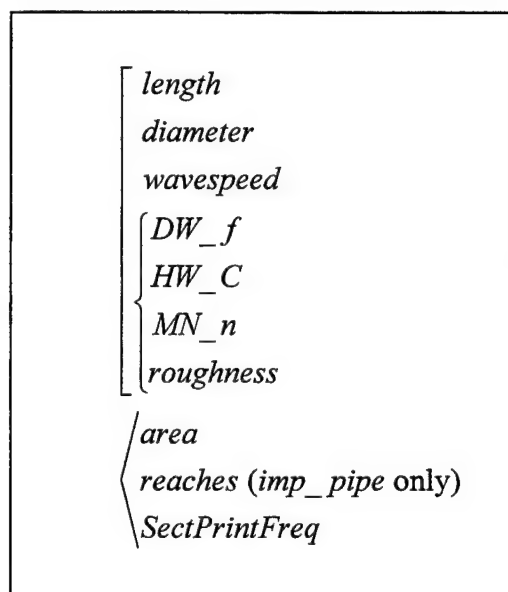 length
diameter
wavespeed
DW_f
HW_C
MN_n
roughness
area
reaches (imp_pipe only)
SectPrintFreq